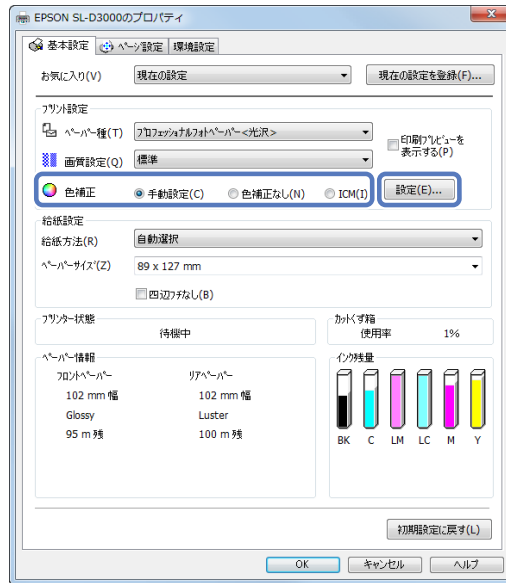 EPSON SL-D3000のプロパティ
基本設定 ページ設定 環境設定
お気に入り(V) 現在の設定 現在の設定を登録(F)...
プリント設定
ペーパー種(T) プロフェッショナルフォトペーパー<光沢>
印刷プレビューを
表示する(P)
画質設定(Q) 標準
色補正 手動設定(C) 色補正なし(N) ICM(I) 設定(E)...
給紙設定
給紙方法(R) 自動選択
ペーパーサイズ(Z) 89 x 127 mm
四辺フチなし(B)
プリンター状態
待機中
カットくず箱
使用率 1%
ペーパー情報
フロントペーパー リアペーパー
102 mm 幅 102 mm 幅
Glossy Luster
95 m 残 100 m 残
インク残量
BK C LM LC M Y
初期設定に戻す(L)
OK キャンセル ヘルプ